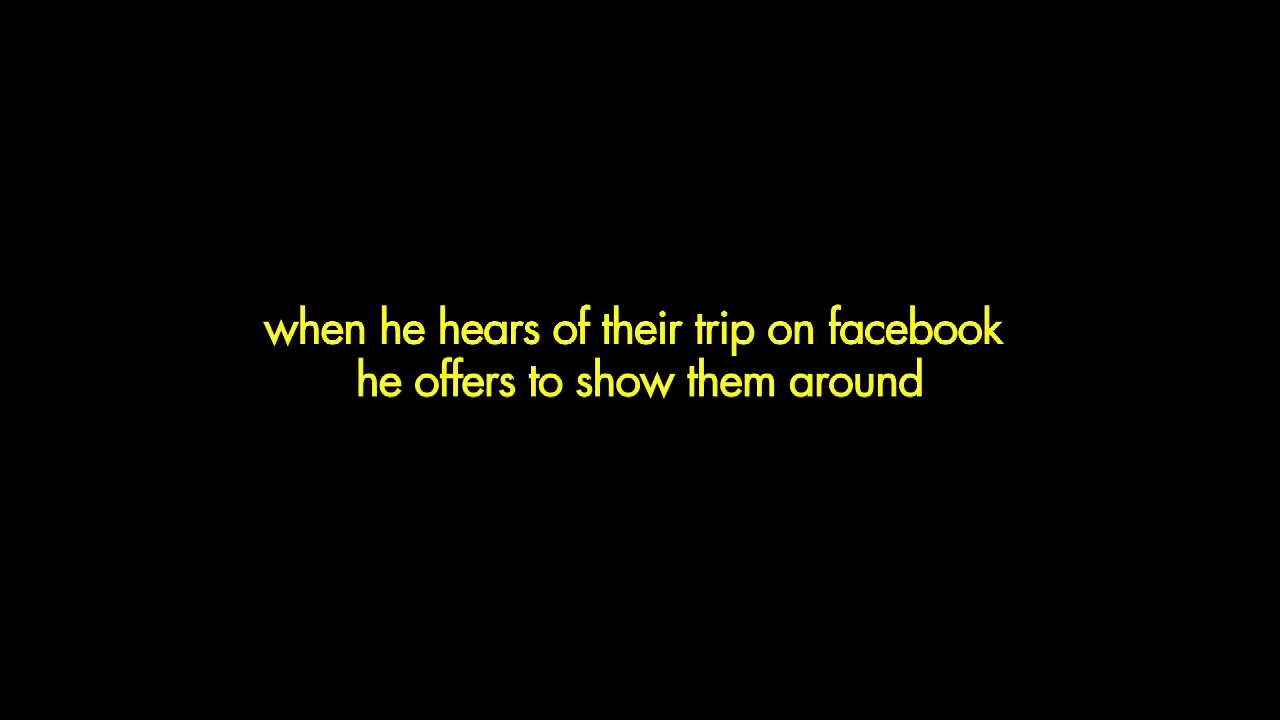 when he hears of their trip on facebook
he offers to show them around